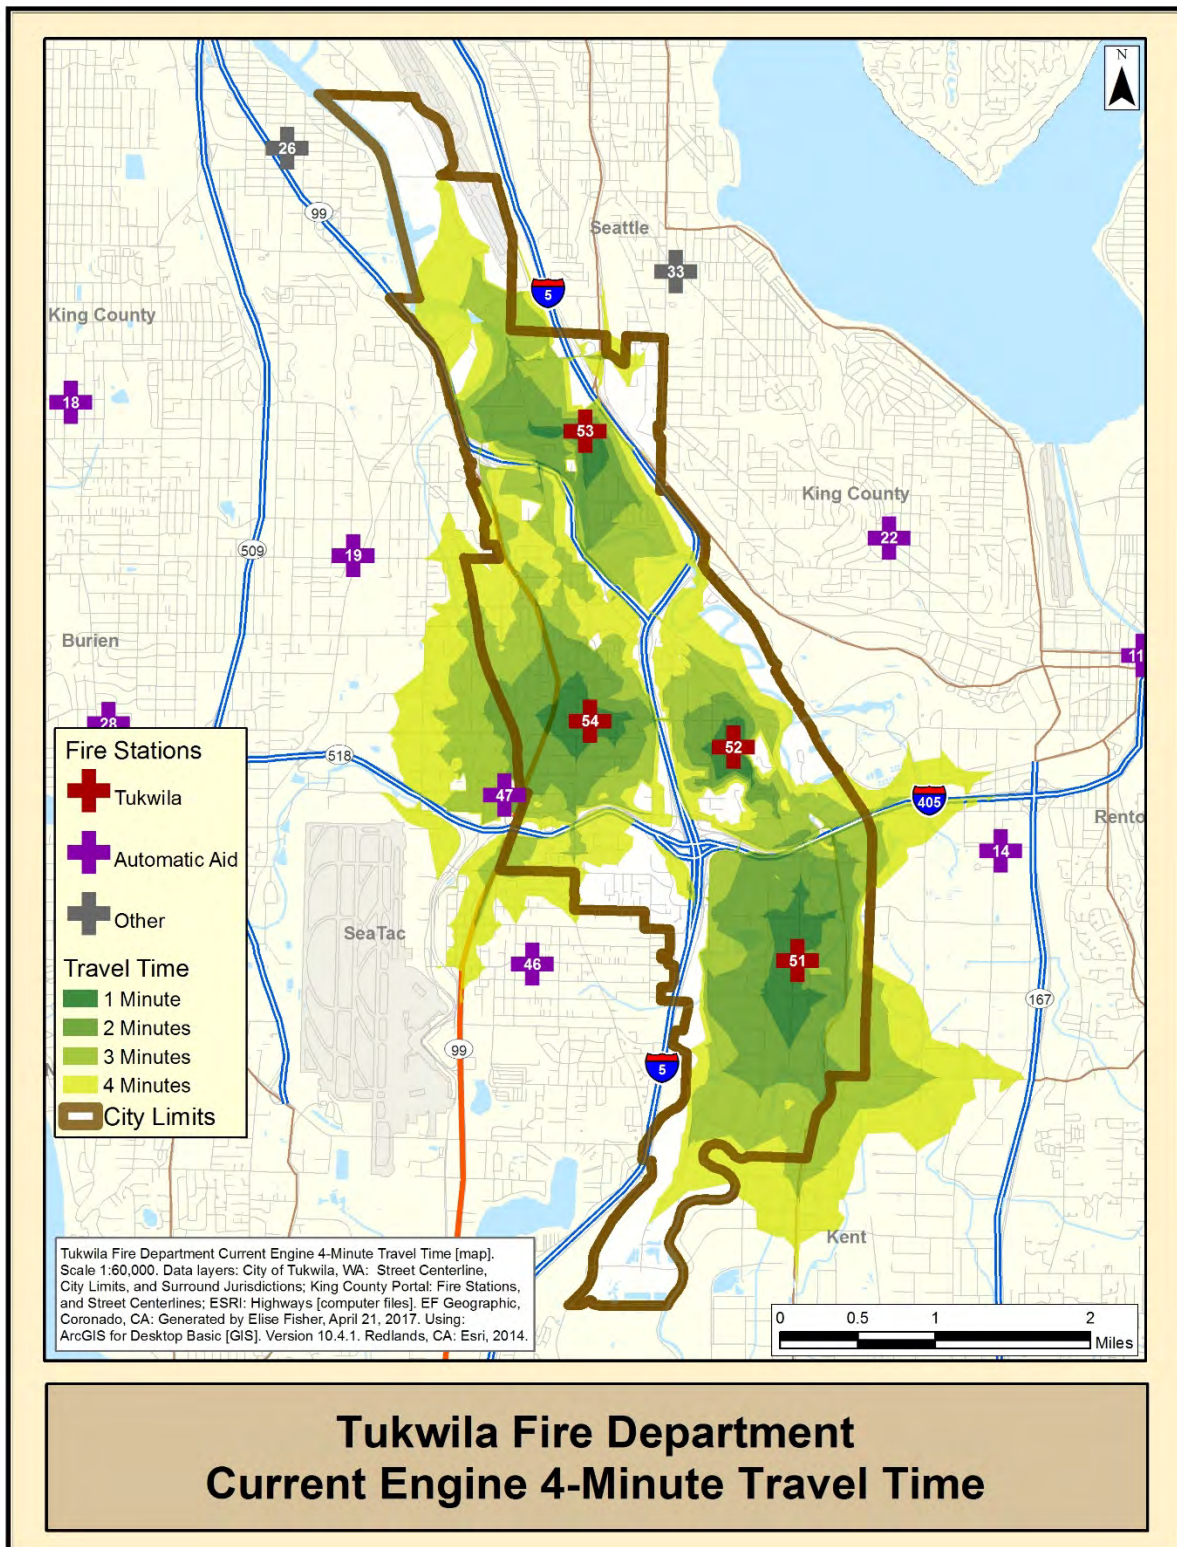 N
26
99
Seattle
33
5
King County
18
53
King County
22
19
509
Burien
11
28
54
52
518
47
405
Rento
14
Fire Stations
Tukwila
Automatic Aid
Other
Travel Time
1 Minute
2 Minutes
3 Minutes
4 Minutes
City Limits
SeaTac
46
51
167
99
5
N
Kent
Tukwila Fire Department Current Engine 4-Minute Travel Time [map].
Scale 1:60,000. Data layers: City of Tukwila, WA: Street Centerline,
City Limits, and Surround Jurisdictions; King County Portal: Fire Stations,
and Street Centerlines; ESRI: Highways [computer files]. EF Geographic,
Coronado, CA: Generated by Elise Fisher, April 21, 2017. Using:
ArcGIS for Desktop Basic [GIS]. Version 10.4.1. Redlands, CA: Esri, 2014.
0 0.5 1 2
Miles
Tukwila Fire Department
Current Engine 4-Minute Travel Time